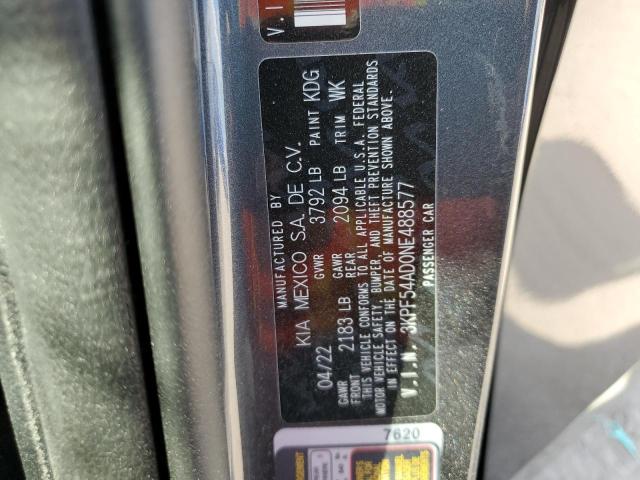 V.I
MANUFACTURED BY
KIA MEXICO S.A. DE C.V.
04/22 GVWR 3792 LB PAINT KDG
GAWR FRONT 2183 LB GAWR REAR 2094 LB TRIM WK
THIS VEHICLE CONFORMS TO ALL APPLICABLE U.S.A. FEDERAL
MOTOR VEHICLE SAFETY, BUMPER, AND THEFT PREVENTION STANDARDS
IN EFFECT ON THE DATE OF MANUFACTURE SHOWN ABOVE.
V.I.N. 3KPF54AD0NE488577
PASSENGER CAR
7620